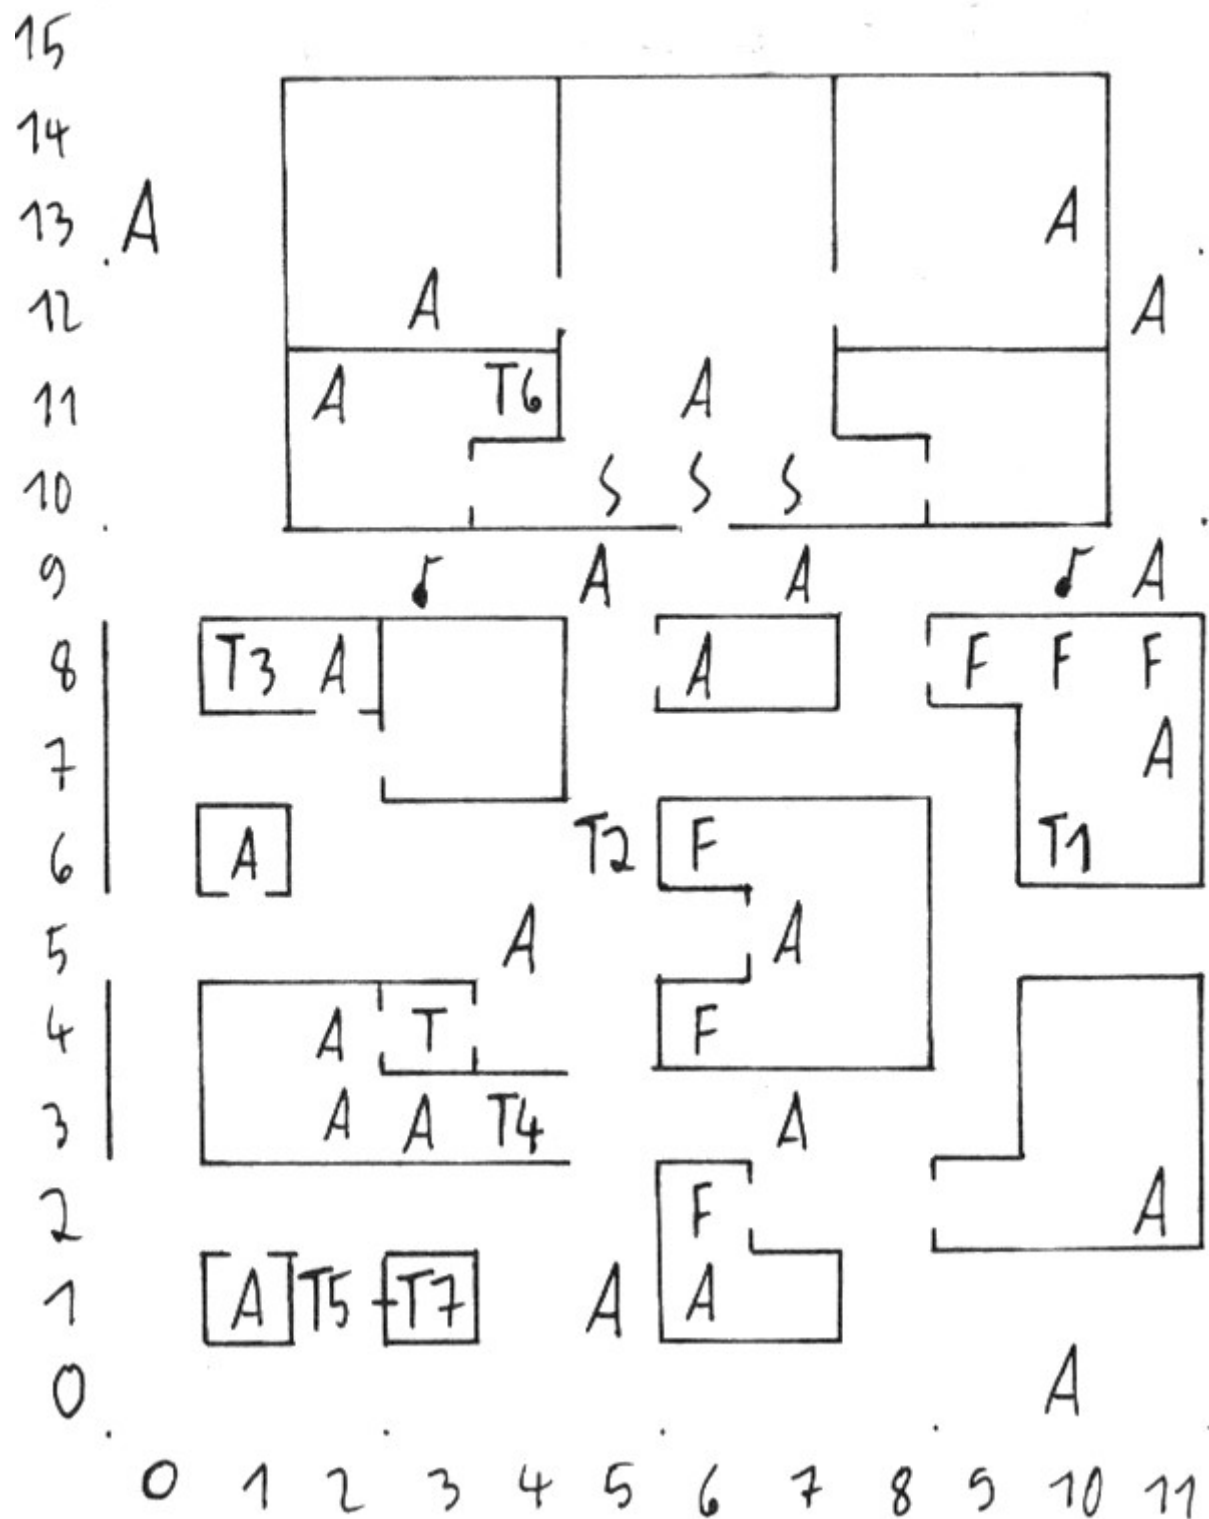 15
14
13 A A
12 A A
11 A T6 A
10 S S S
9 A A A
8 T3 A A F F F
7 A
6 A T2 F T1
5 A A
4 A T F
3 A A T4 A
2 F A
1 A T5 T7 A A
0 A
0 1 2 3 4 5 6 7 8 9 10 11